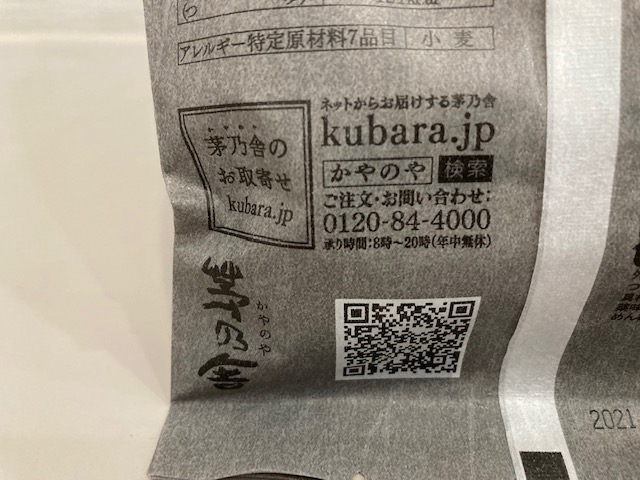 アレルギー特定原材料7品目 小麦
茅乃舎の
お取寄せ
kubara.jp
ネットからお届けする茅乃舎
kubara.jp
かやのや 検索
ご注文・お問い合わせ:
0120-84-4000
承り時間:8時〜20時(年中無休)
茅乃舎
かやのや
2021